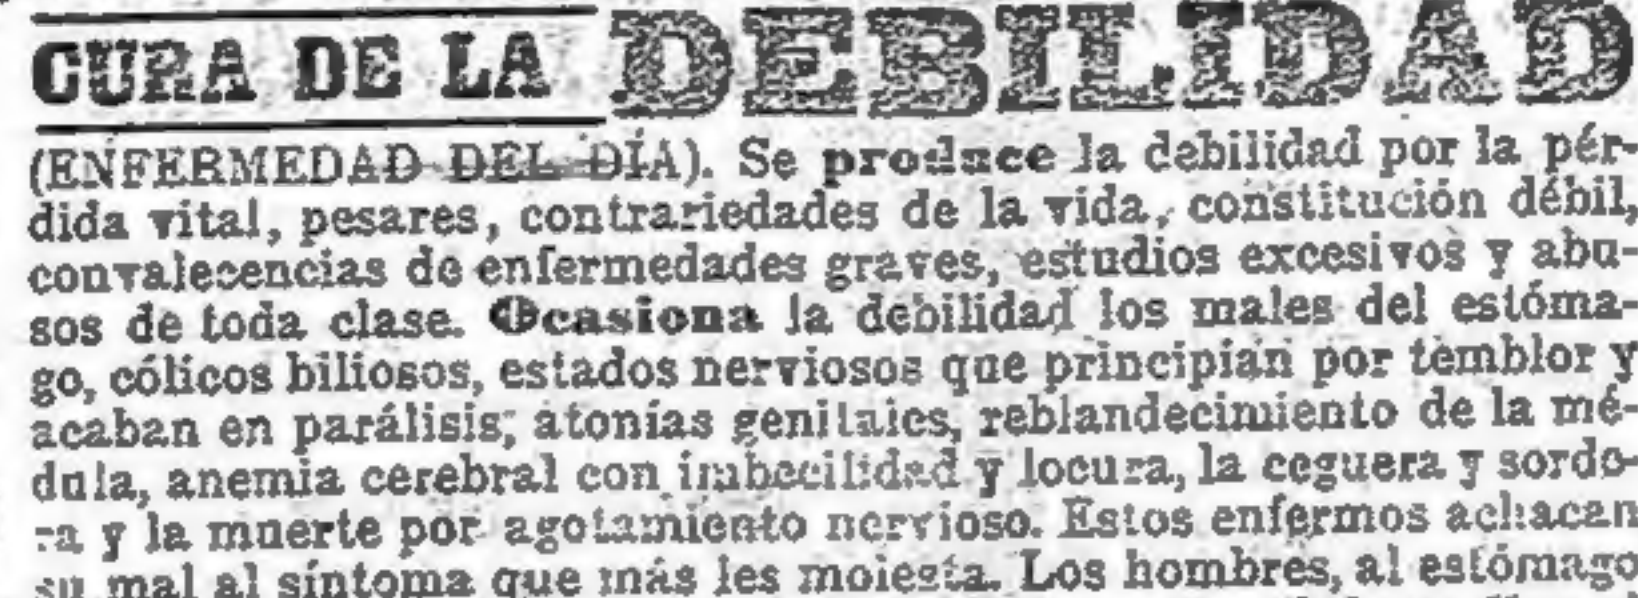 CURA DE LA DEBILIDAD
(ENFERMEDAD DEL DÍA). Se produce la debilidad por la pér-
dida vital, pesares, contrariedades de la vida, constitución débil,
convalecencias de enfermedades graves, estudios excesivos y abu-
sos de toda clase. Ocasiona la debilidad los males del estóma-
go, cólicos biliosos, estados nerviosos que principian por temblor y
acaban en parálisis; atonías genitales, reblandecimiento de la mé-
dula, anemia cerebral con imbecilidad y locura, la ceguera y sordo-
ra y la muerte por agotamiento nervioso. Estos enfermos achacan
su mal al síntoma que más les molesta. Los hombres, al estómago